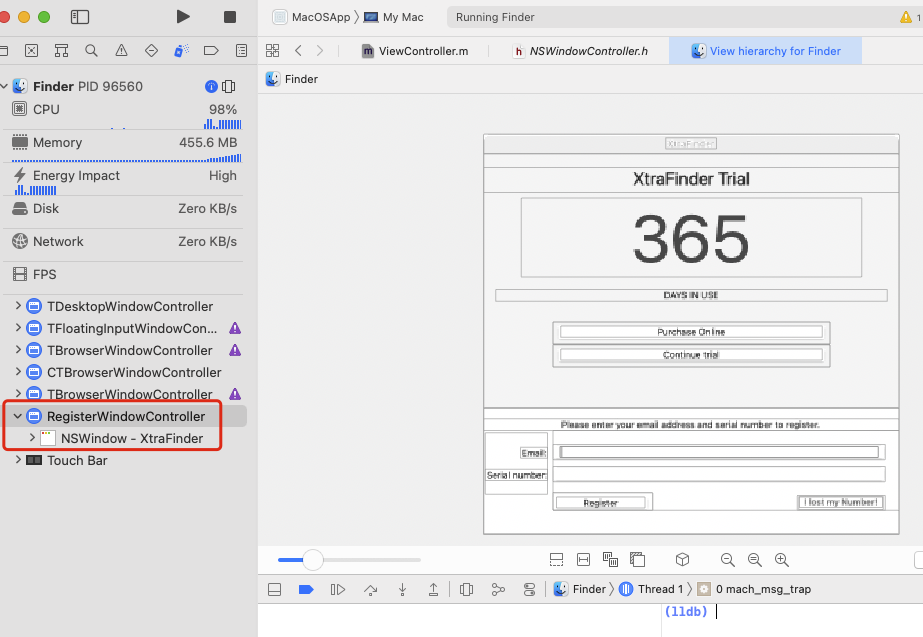 MacOSApp 〉 My Mac
Running Finder
1
ViewController.m
NSWindowController.h
View hierarchy for Finder
Finder PID 96560
Finder
CPU 98%
Memory 455.6 MB
Energy Impact High
Disk Zero KB/s
Network Zero KB/s
FPS
TDesktopWindowController
TFloatingInputWindowCon...
TBrowserWindowController
CTBrowserWindowController
TBrowserWindowController
RegisterWindowController
NSWindow - XtraFinder
Touch Bar
XtraFinder
XtraFinder Trial
365
DAYS IN USE
Purchase Online
Continue trial
Please enter your email address and serial number to register.
Email:
Serial number:
Register
I lost my Number!
Finder 〉 Thread 1 〉 0 mach_msg_trap
(lldb)